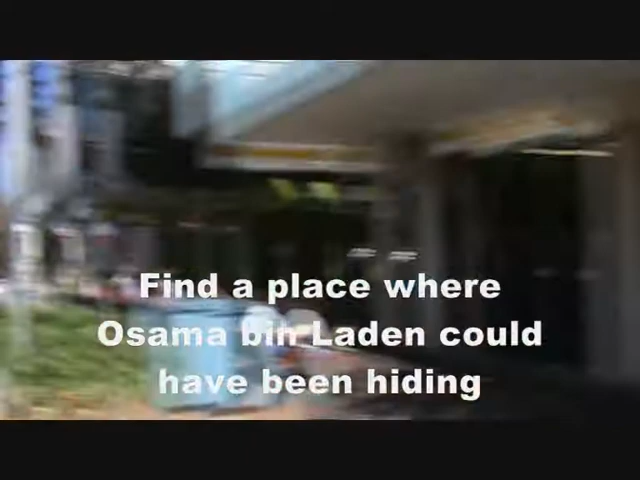 Find a place where
Osama bin Laden could
have been hiding